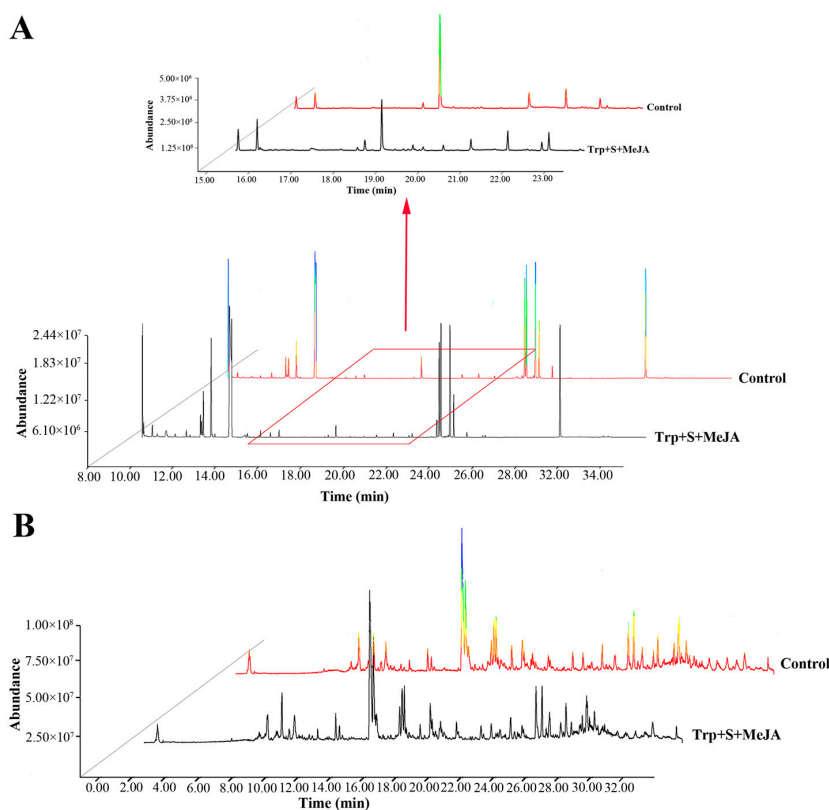 A
5.00×10⁶
3.75×10⁶
2.50×10⁶
1.25×10⁶
Abundance
Control
Trp+S+MeJA
15.00 16.00 17.00 18.00 19.00 20.00 21.00 22.00 23.00
Time (min)
2.44×10⁷
1.83×10⁷
1.22×10⁷
6.10×10⁶
Abundance
Control
Trp+S+MeJA
8.00 10.00 12.00 14.00 16.00 18.00 20.00 22.00 24.00 26.00 28.00 30.00 32.00 34.00
Time (min)
B
1.00×10⁸
7.50×10⁷
5.00×10⁷
2.50×10⁷
Abundance
Control
Trp+S+MeJA
0.00 2.00 4.00 6.00 8.00 10.00 12.00 14.00 16.00 18.00 20.00 22.00 24.00 26.00 28.00 30.00 32.00
Time (min)